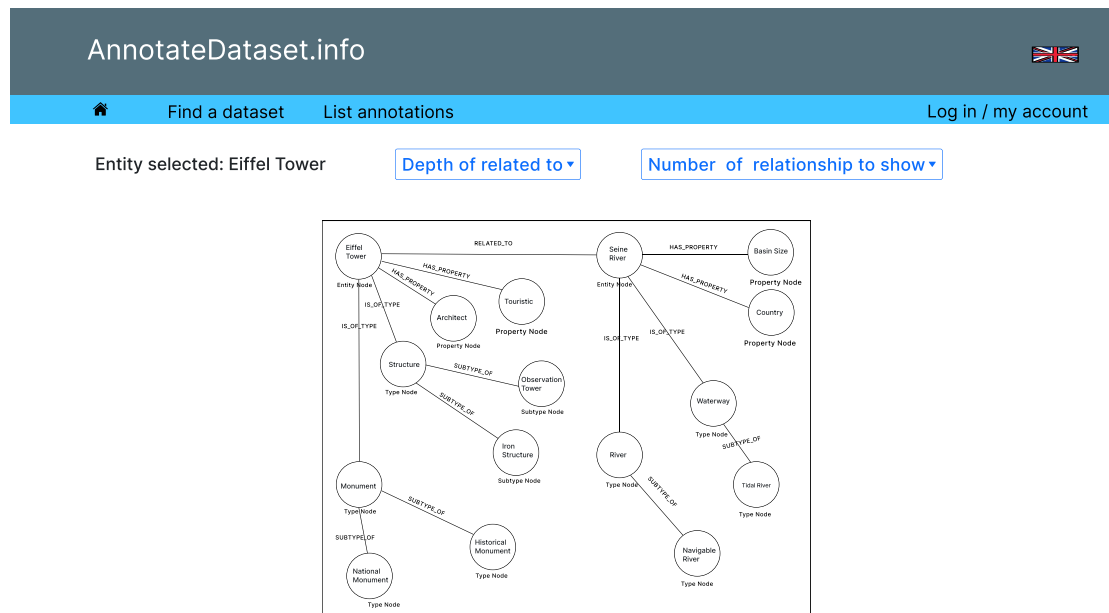 AnnotateDataset.info
Find a dataset
List annotations
Log in / my account
Entity selected: Eiffel Tower
Depth of related to
Number of relationship to show
Eiffel
Tower
Entity Node
RELATED_TO
Seine
River
Entity Node
HAS_PROPERTY
Basin Size
Property Node
HAS_PROPERTY
Country
Property Node
HAS_PROPERTY
Touristic
Property Node
HAS_PROPERTY
Architect
Property Node
IS_OF_TYPE
IS_OF_TYPE
IS_OF_TYPE
IS_OF_TYPE
Structure
Type Node
SUBTYPE_OF
Observation
Tower
Subtype Node
SUBTYPE_OF
Iron
Structure
Subtype Node
Waterway
Type Node
SUBTYPE_OF
Tidal River
Type Node
River
Type Node
SUBTYPE_OF
Navigable
River
Type Node
Monument
Type Node
SUBTYPE_OF
Historical
Monument
Type Node
SUBTYPE_OF
National
Monument
Type Node